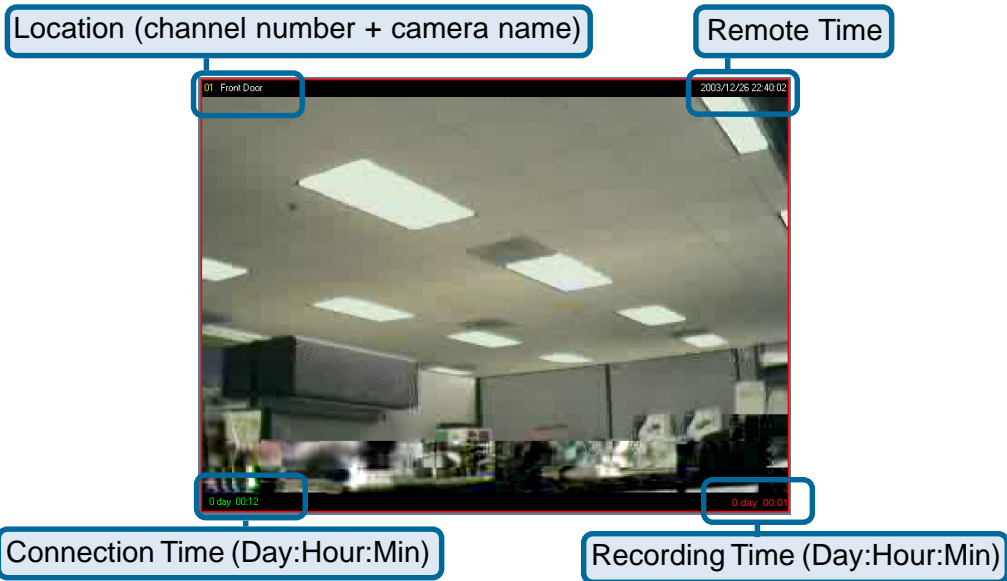 Location (channel number + camera name)
Remote Time
01 Front Door
2003/12/26 22:40:02
0 day 00:12
0 day 00:01
Connection Time (Day:Hour:Min)
Recording Time (Day:Hour:Min)